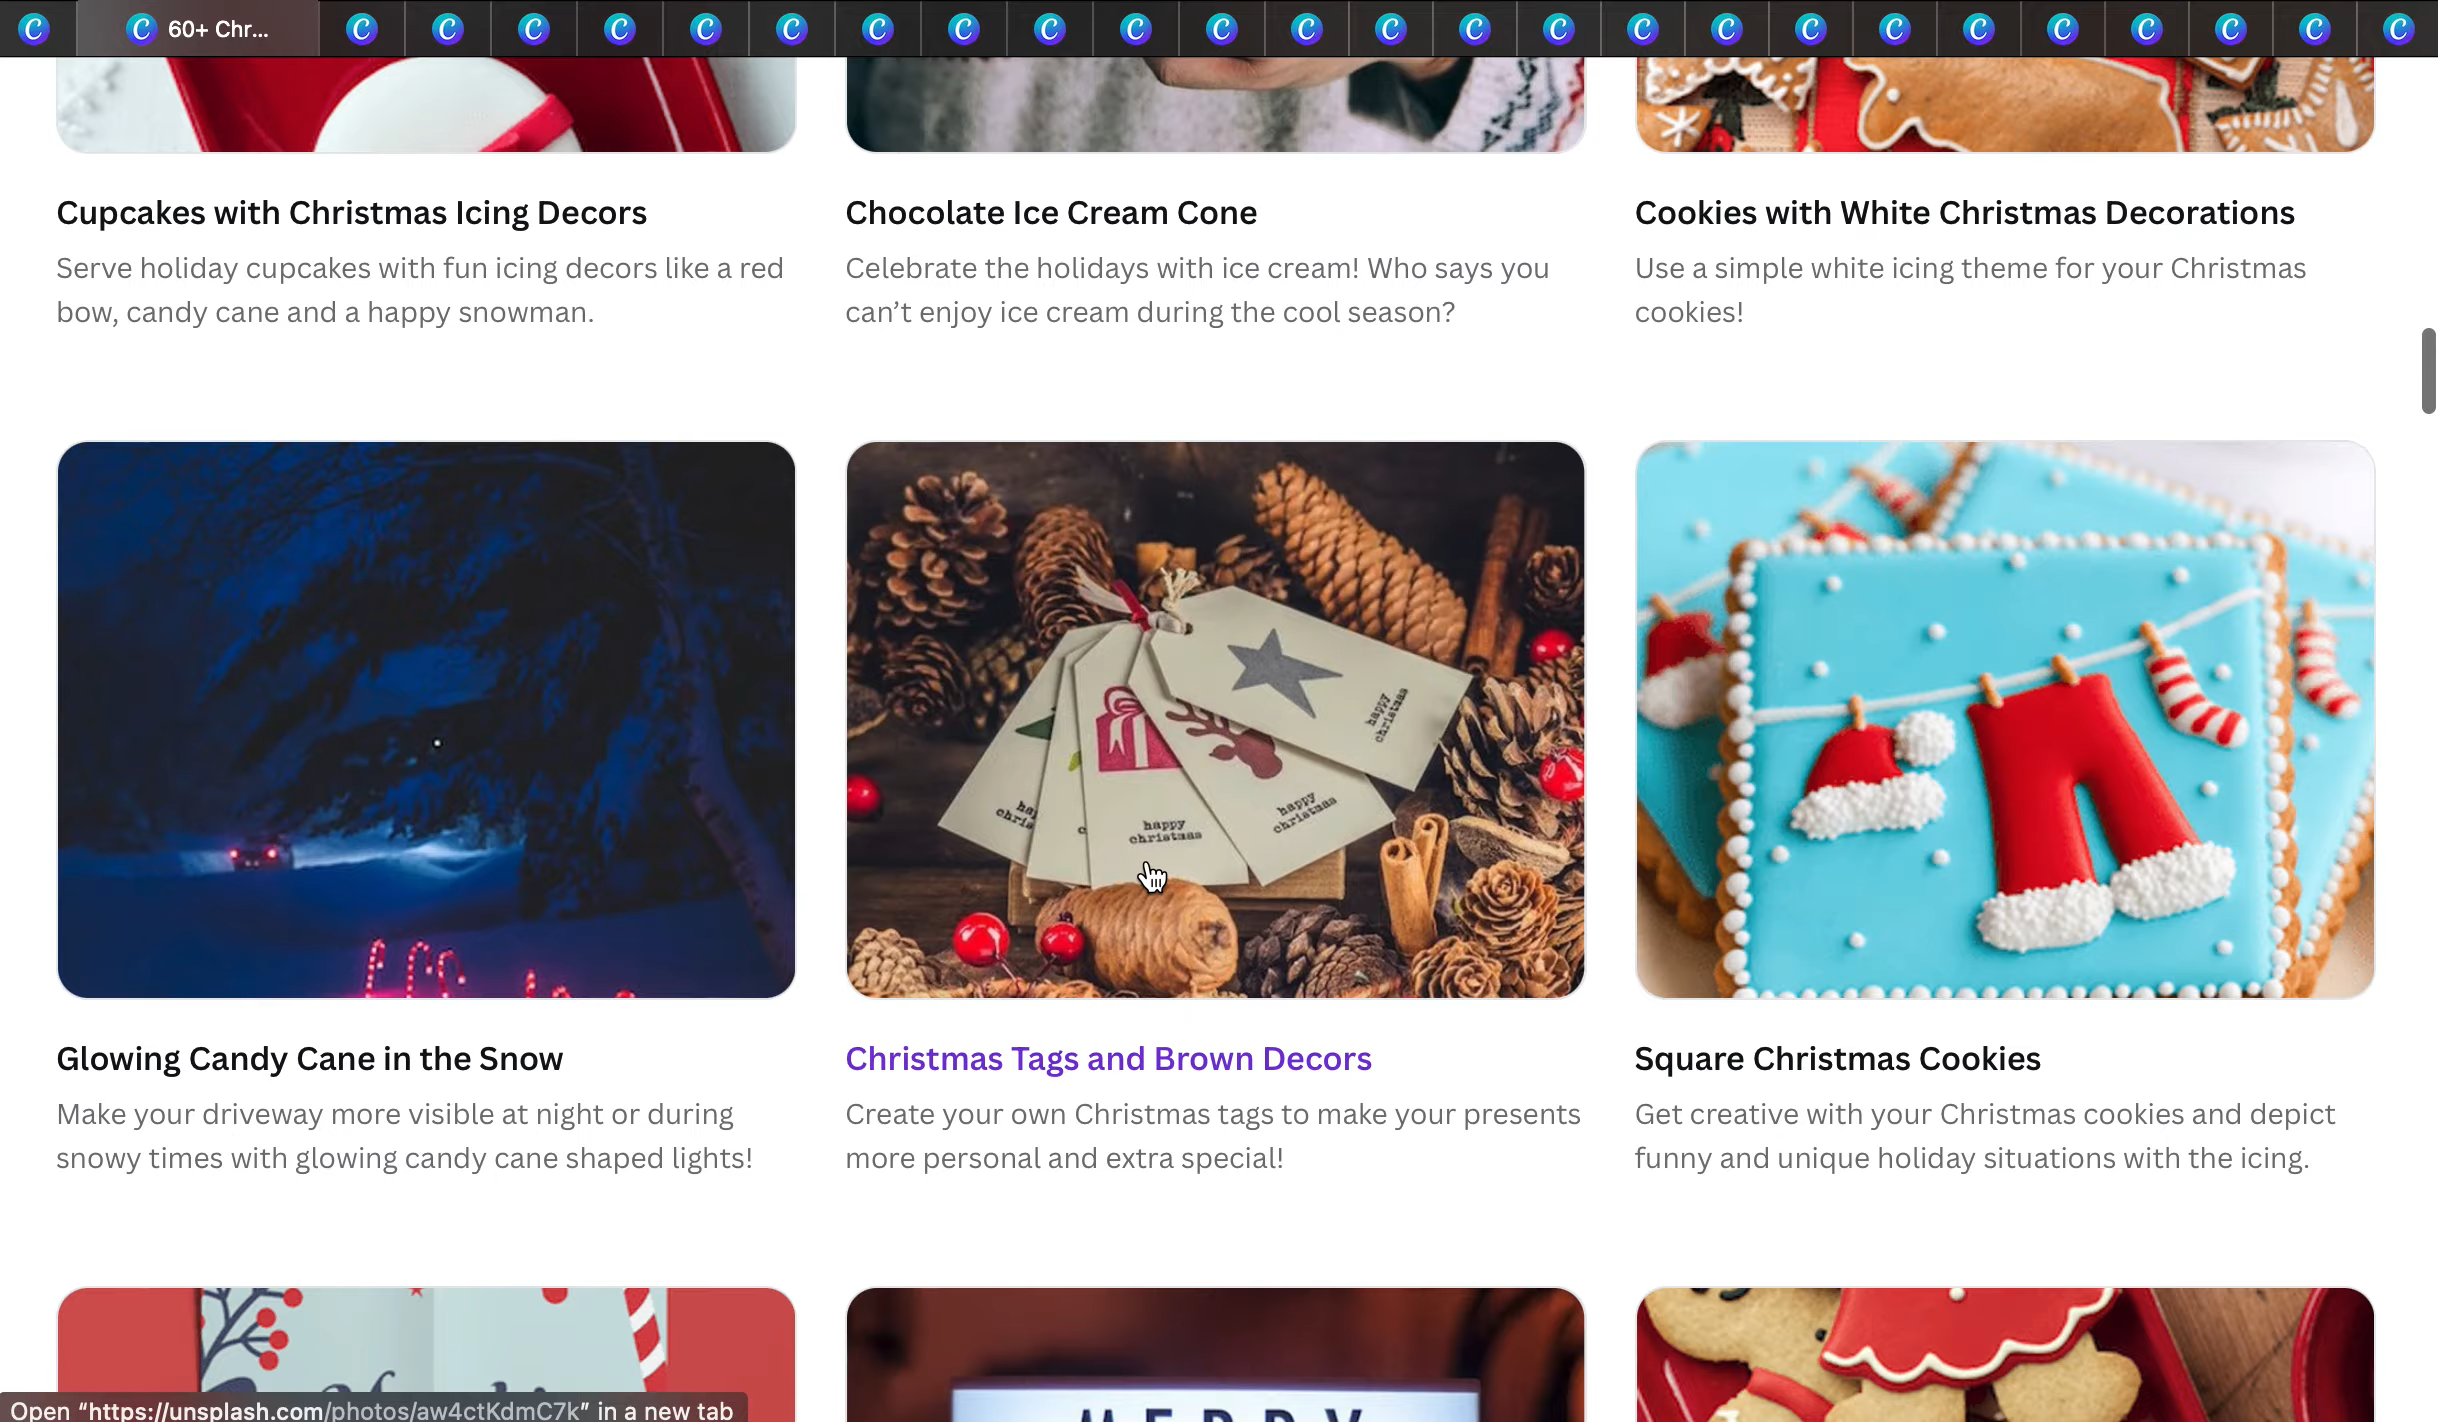 60+ Chr...
Cupcakes with Christmas Icing Decors
Serve holiday cupcakes with fun icing decors like a red
bow, candy cane and a happy snowman.
Chocolate Ice Cream Cone
Celebrate the holidays with ice cream! Who says you
can’t enjoy ice cream during the cool season?
Cookies with White Christmas Decorations
Use a simple white icing theme for your Christmas
cookies!
happy
christmas
happy
christmas
happy
christmas
Glowing Candy Cane in the Snow
Make your driveway more visible at night or during
snowy times with glowing candy cane shaped lights!
Christmas Tags and Brown Decors
Create your own Christmas tags to make your presents
more personal and extra special!
Square Christmas Cookies
Get creative with your Christmas cookies and depict
funny and unique holiday situations with the icing.
MERRY
Open “https://unsplash.com/photos/aw4ctKdmC7k” in a new tab